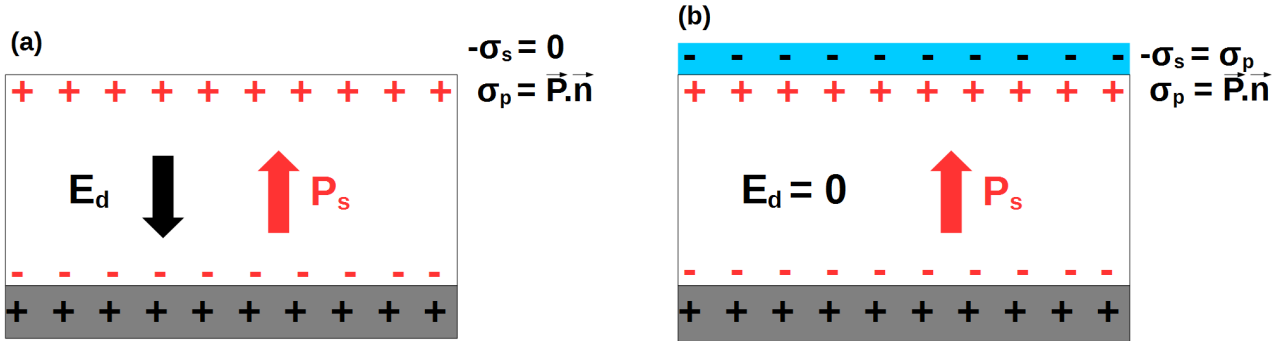 (a)
-σs = 0
σp = P⃗.n⃗
+ + + + + + + + + +
Ed
Ps
- - - - - - - - - -
+ + + + + + + + + +
(b)
- - - - - - - - - -
-σs = σp
σp = P⃗.n⃗
+ + + + + + + + + +
Ed = 0
Ps
- - - - - - - - - -
+ + + + + + + + + +